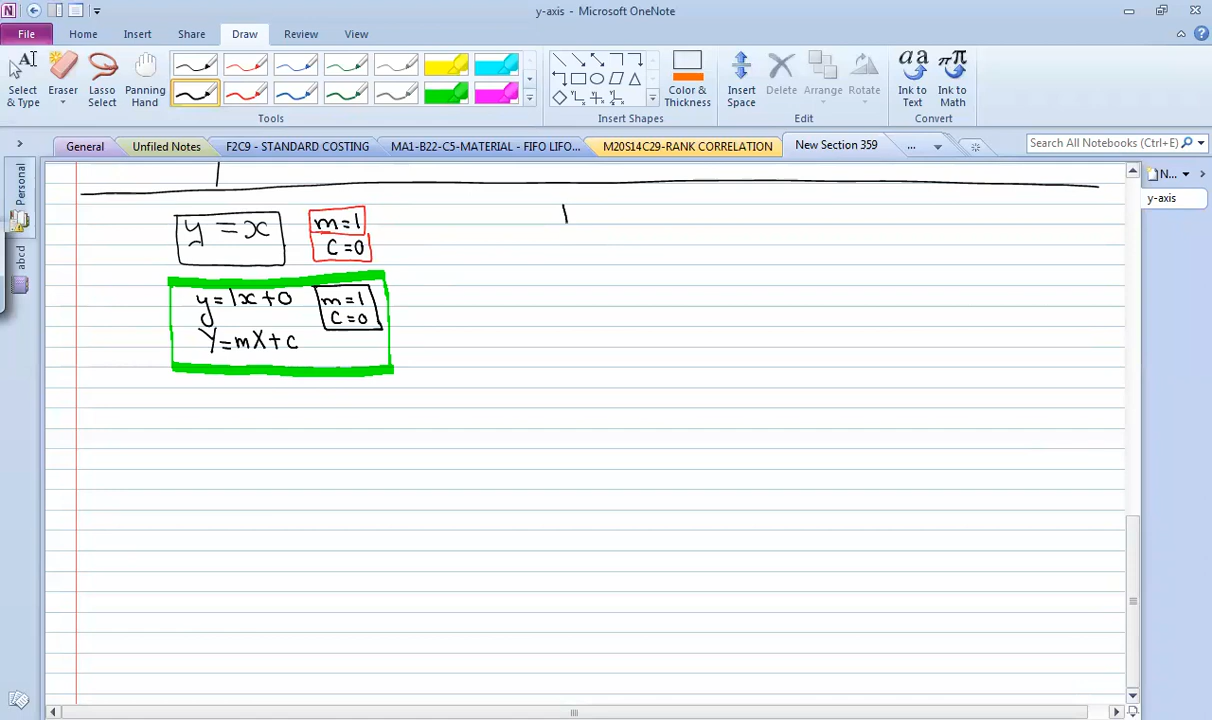 y-axis - Microsoft OneNote
File Home Insert Draw Review View
Select & Type
Eraser
Lasso Select
Panning Hand
Color & Thickness
Insert Space
Delete
Arrange
Rotate
Ink to Text
Ink to Math
Tools
Insert Shapes
Edit
Convert
General
Unfiled Notes
F2C9 - STANDARD COSTING
MA1-B22-C5-MATERIAL - FIFO LIFO...
M20S14C29-RANK CORRELATION
New Section 359
...
Search All Notebooks (Ctrl+E)
Personal
abcd
N...
y-axis
y = x
m = 1
C = 0
y = 1x + 0
m = 1
C = 0
Y = mX + c